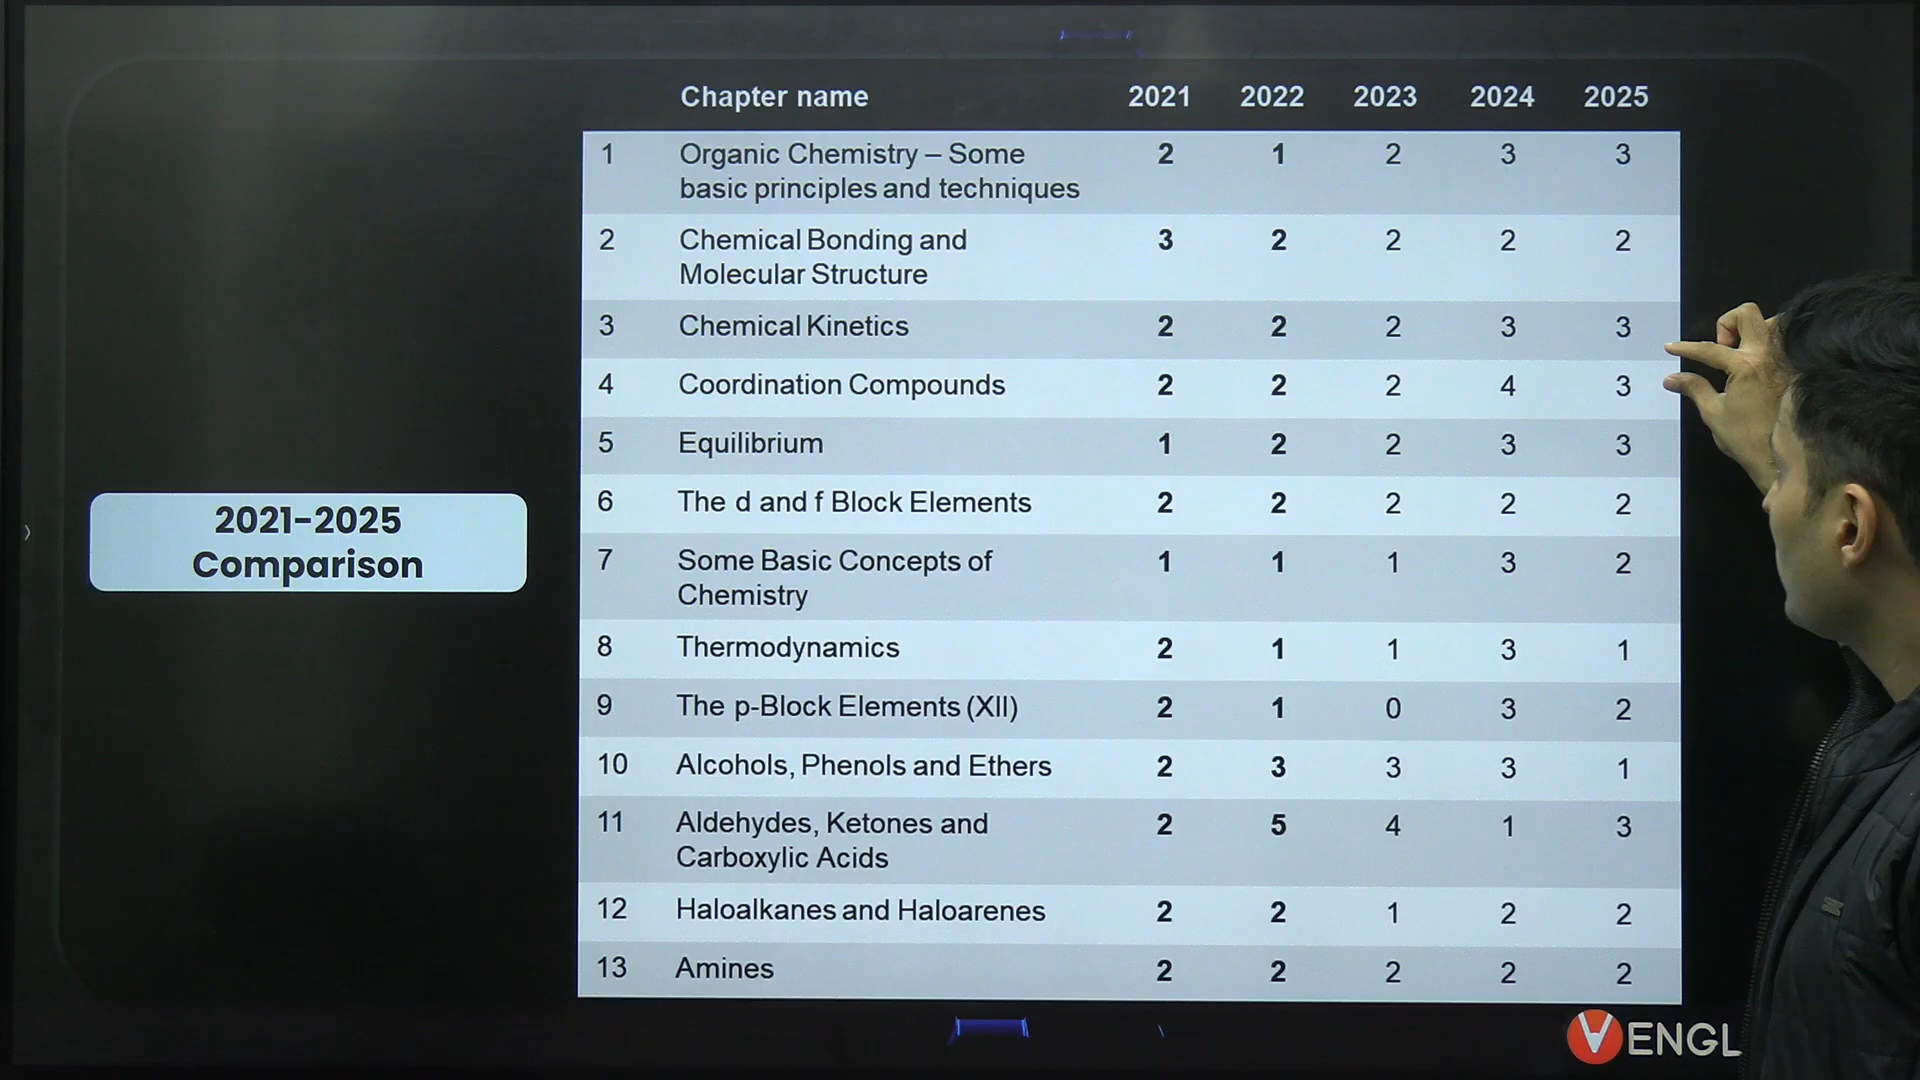 Chapter name 2021 2022 2023 2024 2025
1 Organic Chemistry – Some 2 1 2 3 3
basic principles and techniques
2 Chemical Bonding and 3 2 2 2 2
Molecular Structure
3 Chemical Kinetics 2 2 2 3 3
4 Coordination Compounds 2 2 2 4 3
5 Equilibrium 1 2 2 3 3
6 The d and f Block Elements 2 2 2 2 2
7 Some Basic Concepts of 1 1 1 3 2
Chemistry
8 Thermodynamics 2 1 1 3 1
9 The p-Block Elements (XII) 2 1 0 3 2
10 Alcohols, Phenols and Ethers 2 3 3 3 1
11 Aldehydes, Ketones and 2 5 4 1 3
Carboxylic Acids
12 Haloalkanes and Haloarenes 2 2 1 2 2
13 Amines 2 2 2 2 2
2021-2025
Comparison
V ENGL